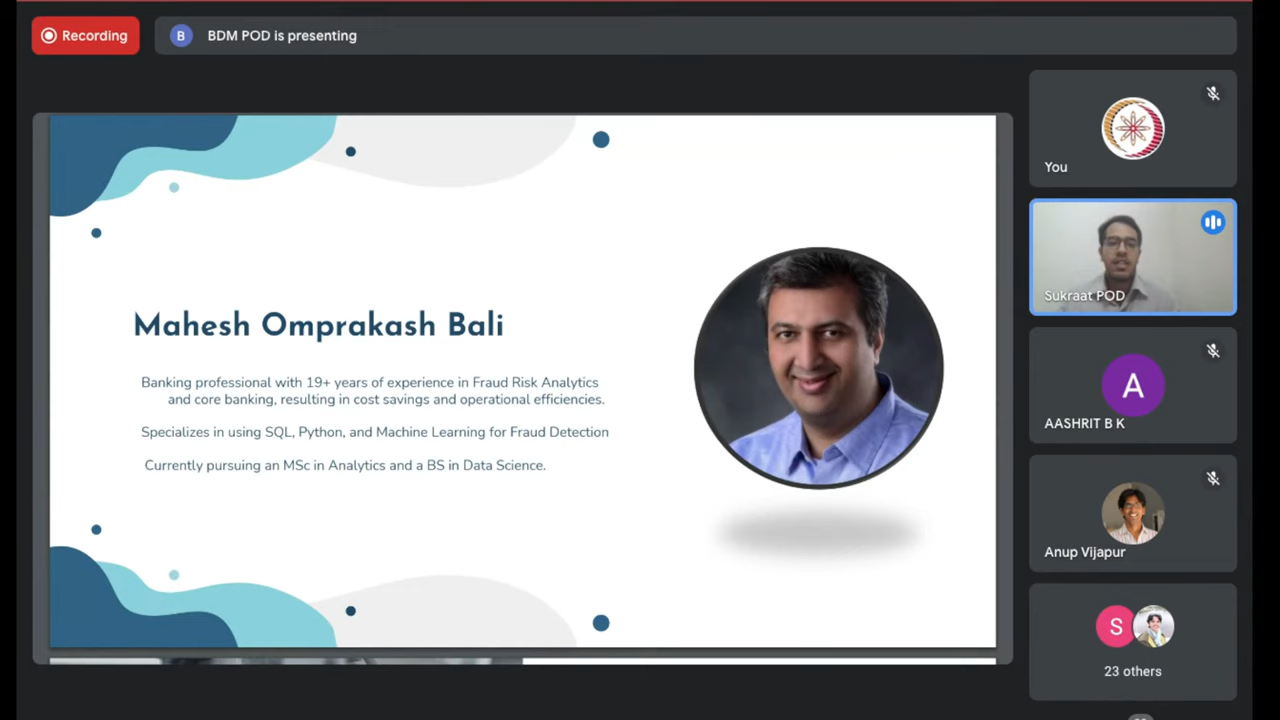 Recording
B
BDM POD is presenting
Mahesh Omprakash Bali
Banking professional with 19+ years of experience in Fraud Risk Analytics
and core banking, resulting in cost savings and operational efficiencies.
Specializes in using SQL, Python, and Machine Learning for Fraud Detection
Currently pursuing an MSc in Analytics and a BS in Data Science.
You
Sukraat POD
A
AASHRIT B K
Anup Vijapur
S
23 others